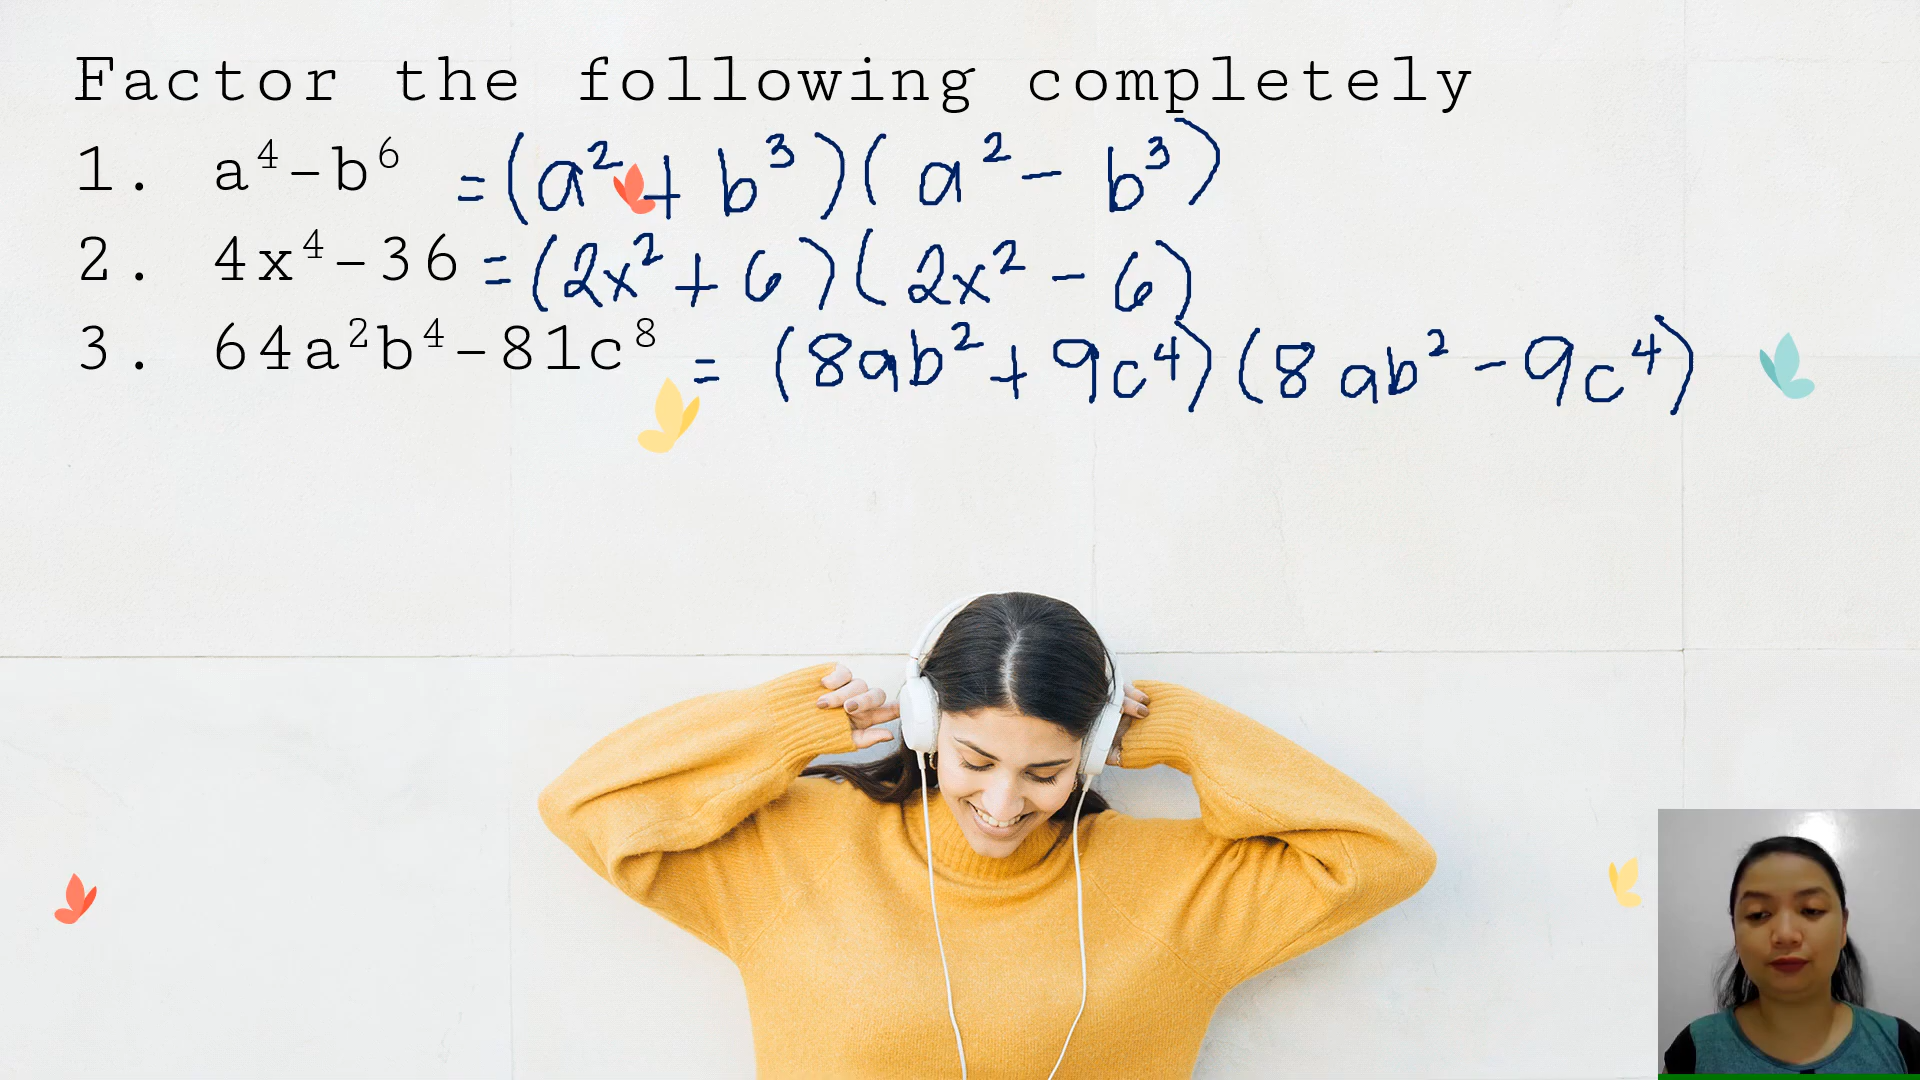 Factor the following completely
1. a⁴-b⁶ = (a² + b³)(a² - b³)
2. 4x⁴-36 = (2x² + 6)(2x² - 6)
3. 64a²b⁴-81c⁸ = (8ab² + 9c⁴)(8ab² - 9c⁴)